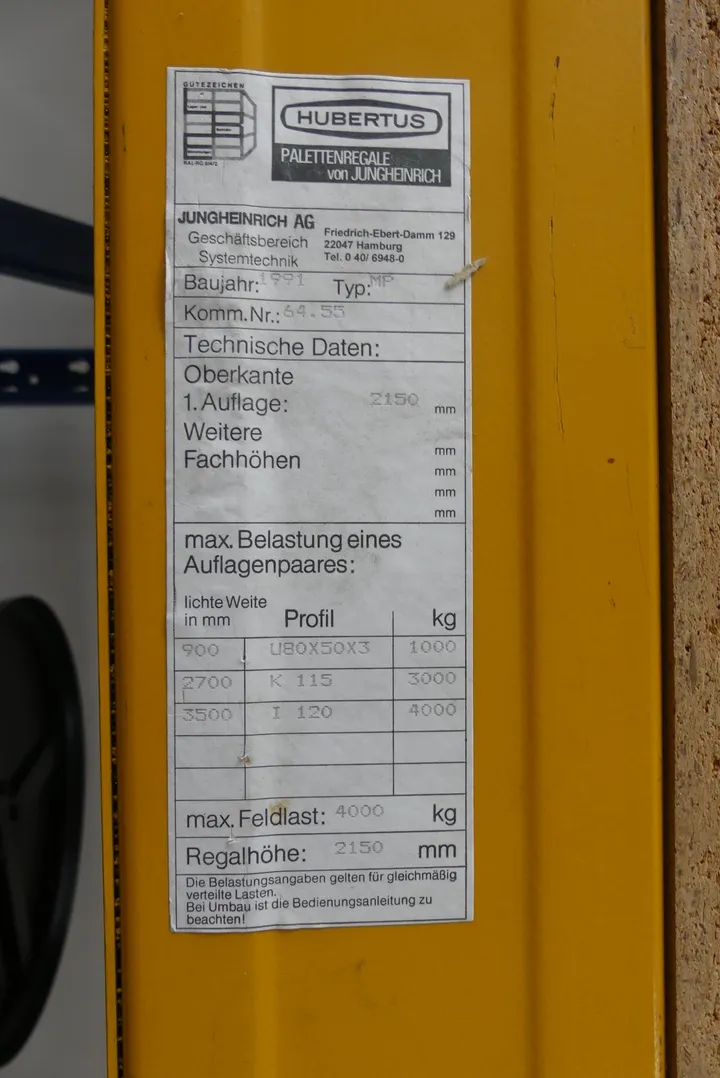 GÜTEZEICHEN
HUBERTUS
PALETTENREGALE
von JUNGHEINRICH
JUNGHEINRICH AG
Geschäftsbereich
Systemtechnik
Friedrich-Ebert-Damm 129
22047 Hamburg
Tel. 0 40/ 6948-0
Baujahr: 1991 Typ: MP
Komm.Nr.: 64.55
Technische Daten:
Oberkante
1. Auflage: 2150 mm
Weitere
Fachhöhen mm
mm
mm
mm
max. Belastung eines
Auflagenpaares:
lichte Weite
in mm Profil kg
900 U80X50X3 1000
2700 K 115 3000
3500 I 120 4000
max. Feldlast: 4000 kg
Regalhöhe: 2150 mm
Die Belastungsangaben gelten für gleichmäßig
verteilte Lasten.
Bei Umbau ist die Bedienungsanleitung zu
beachten!